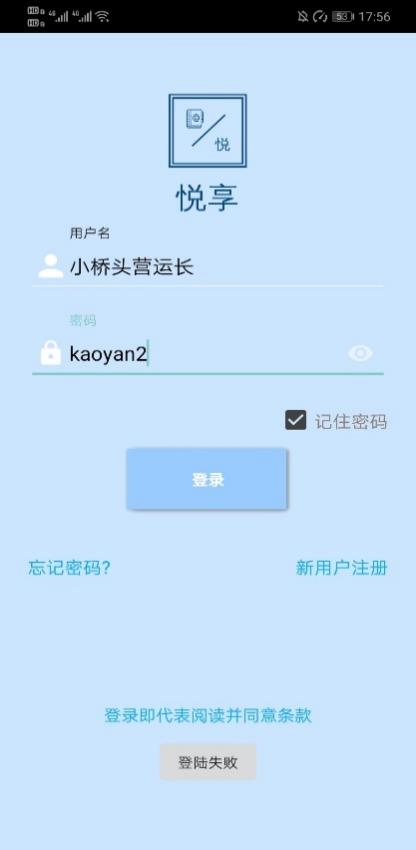 53 17:56
悦
悦享
用户名
小桥头营运长
密码
kaoyan2
记住密码
登录
忘记密码? 新用户注册
登录即代表阅读并同意条款
登陆失败